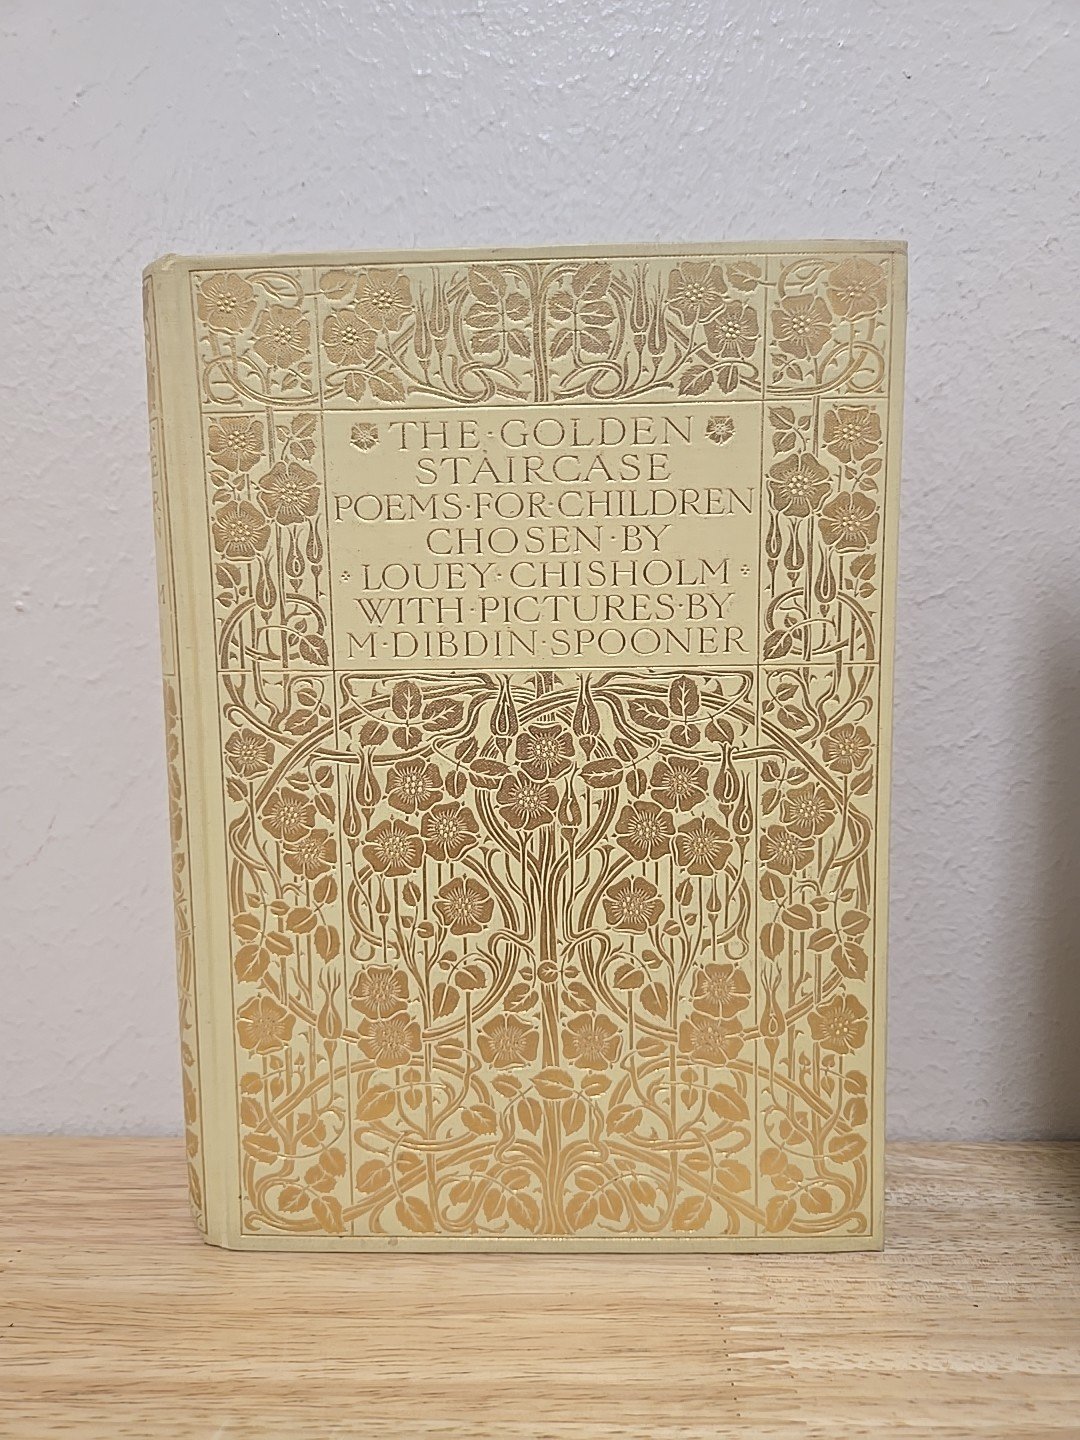 THE·GOLDEN
STAIRCASE
POEMS·FOR·CHILDREN
CHOSEN·BY
·LOUEY·CHISHOLM·
WITH·PICTURES·BY
M·DIBDIN·SPOONER